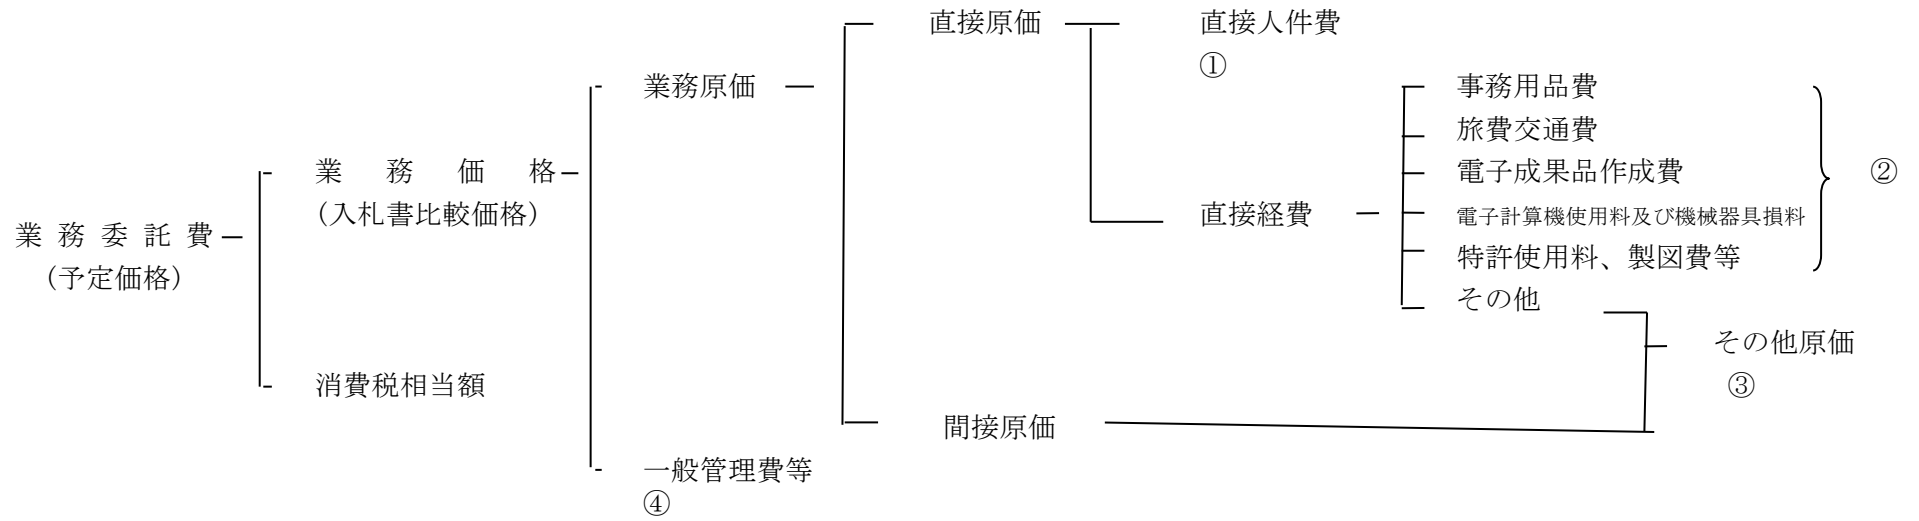 直接原価
直接人件費
①
業務原価
事務用品費
旅費交通費
業務価格
電子成果品作成費
②
(入札書比較価格)
直接経費
電子計算機使用料及び機械器具損料
業務委託費
特許使用料、製図費等
(予定価格)
その他
その他原価
消費税相当額
③
間接原価
一般管理費等
④